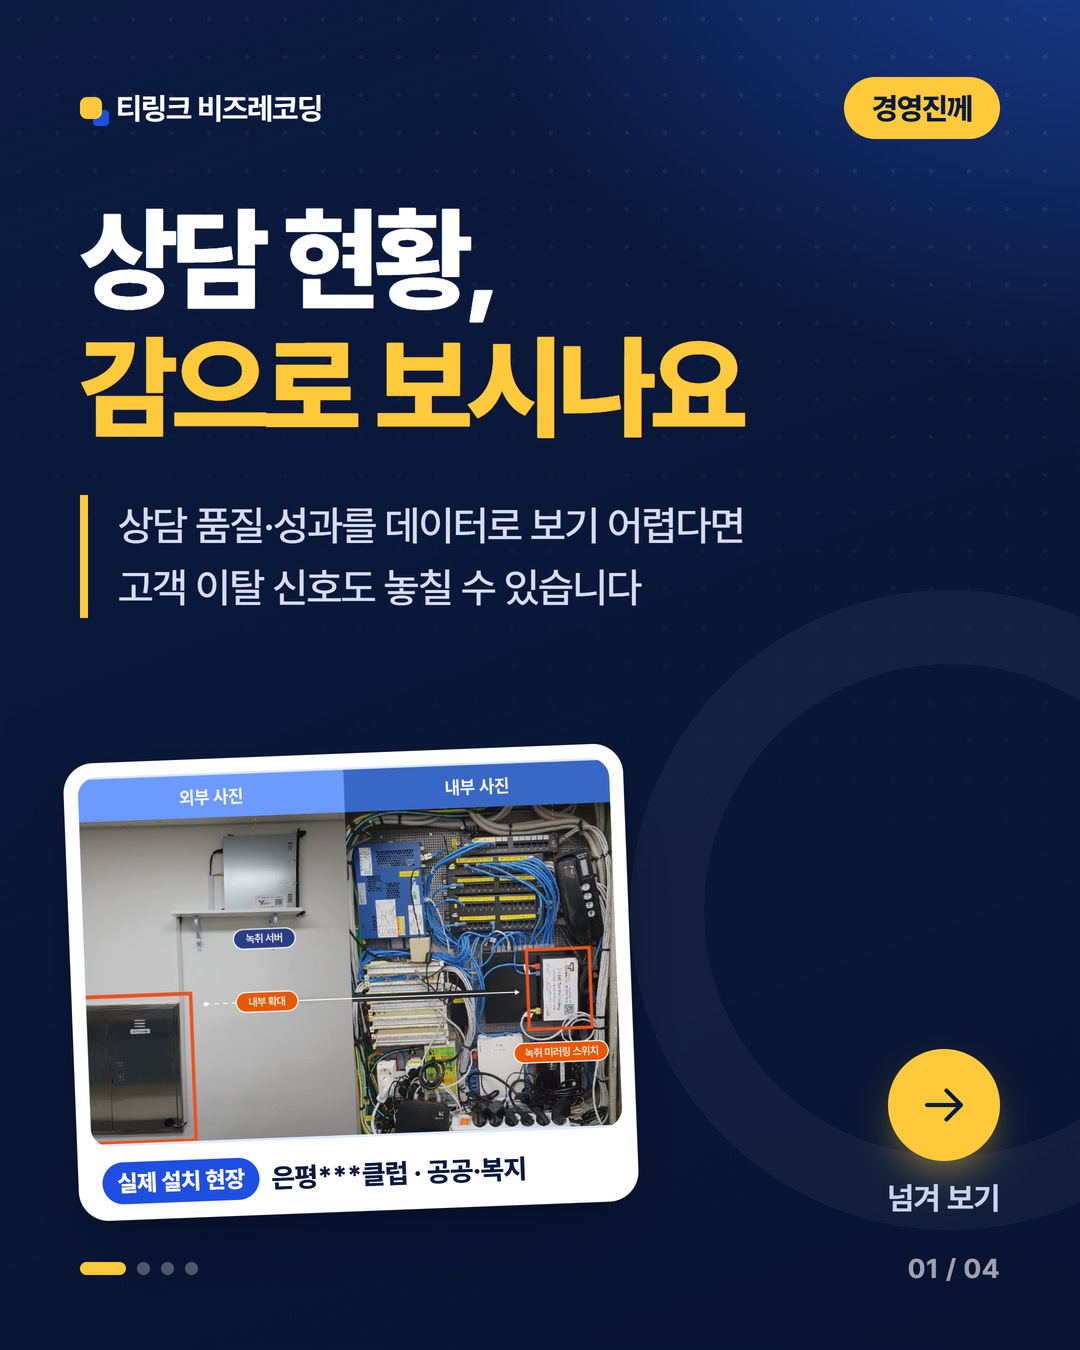 티링크 비즈레코딩
경영진께
상담 현황,
감으로 보시나요
상담 품질·성과를 데이터로 보기 어렵다면
고객 이탈 신호도 놓칠 수 있습니다
외부 사진
내부 사진
녹취 서버
내부 확대
녹취 미러링 스위치
실제 설치 현장
은평***클럽 · 공공·복지
넘겨 보기
01 / 04